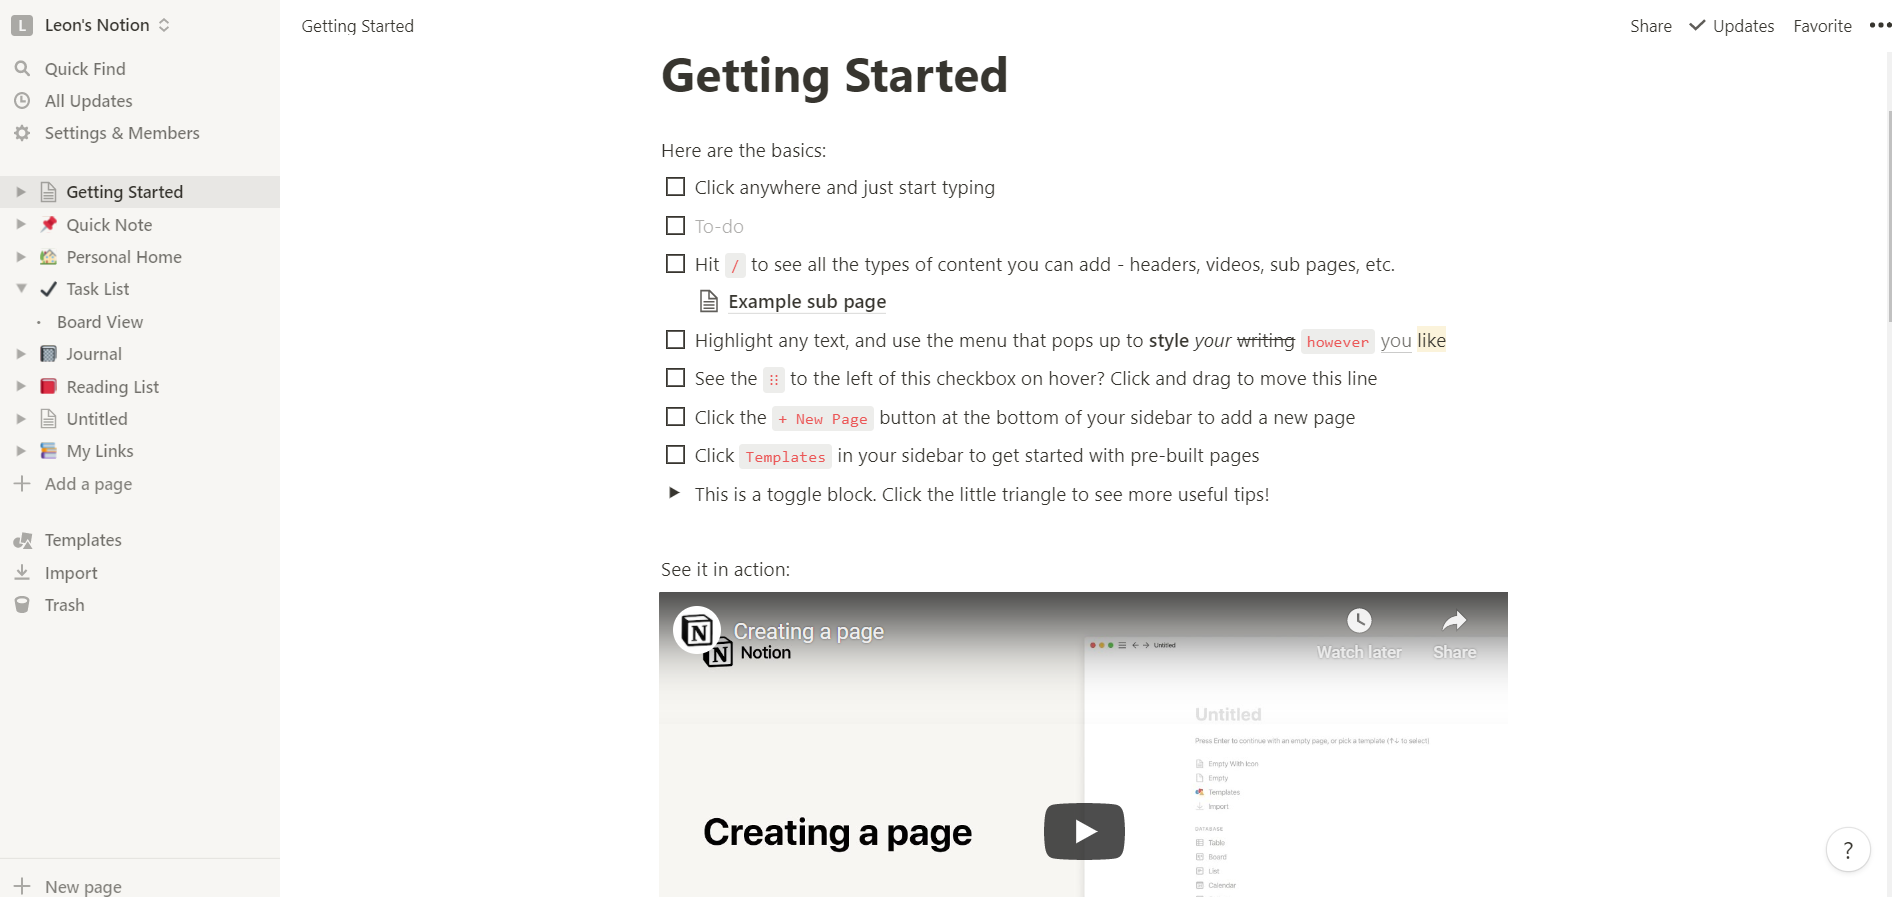 L Leon's Notion
Quick Find
All Updates
Settings & Members
Getting Started
Quick Note
Personal Home
Task List
Board View
Journal
Reading List
Untitled
My Links
Add a page
Templates
Import
Trash
New page
Getting Started
Share Updates Favorite
Getting Started
Here are the basics:
Click anywhere and just start typing
To-do
Hit / to see all the types of content you can add - headers, videos, sub pages, etc.
Example sub page
Highlight any text, and use the menu that pops up to style your writing however you like
See the ⠿ to the left of this checkbox on hover? Click and drag to move this line
Click the + New Page button at the bottom of your sidebar to add a new page
Click Templates in your sidebar to get started with pre-built pages
This is a toggle block. Click the little triangle to see more useful tips!
See it in action:
N Creating a page
N Notion
Watch later Share
Untitled
Untitled
Press Enter to continue with an empty page, or pick a template (↑↓ to select)
Empty With Icon
Empty
Templates
Import
DATABASE
Table
Board
List
Calendar
Creating a page
?